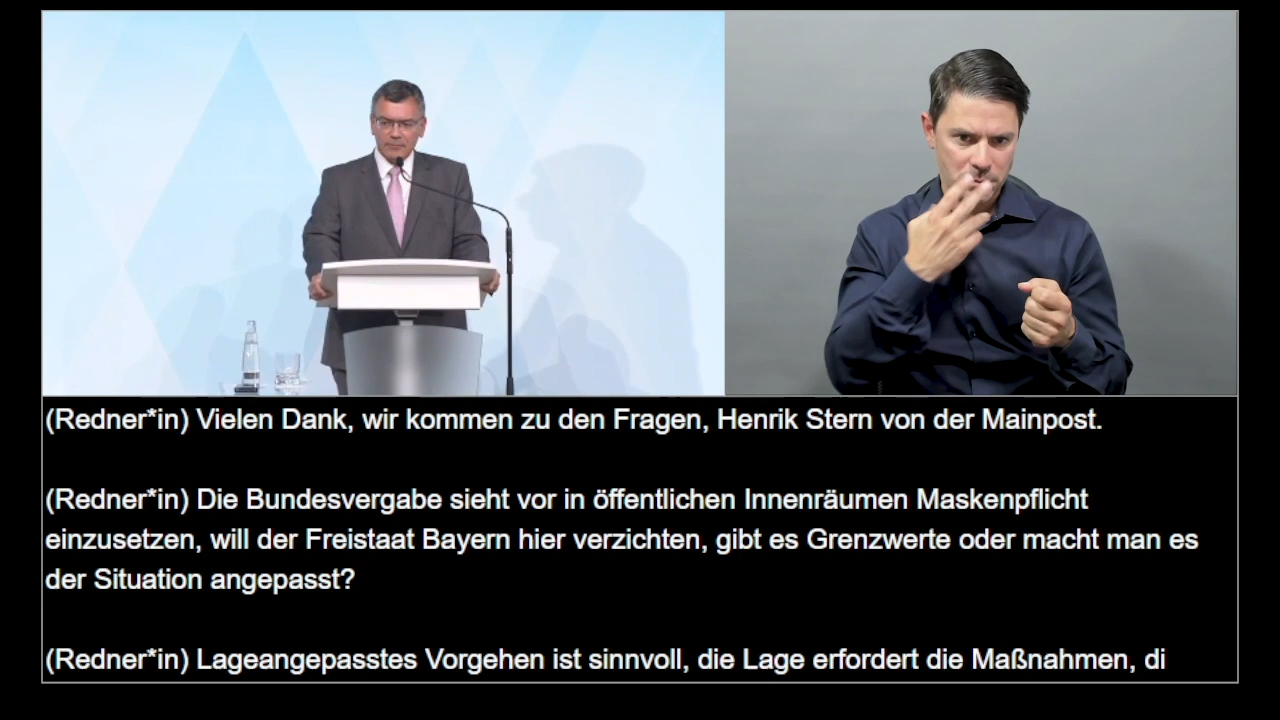 (Redner*in) Vielen Dank, wir kommen zu den Fragen, Henrik Stern von der Mainpost.
(Redner*in) Die Bundesvergabe sieht vor in öffentlichen Innenräumen Maskenpflicht
einzusetzen, will der Freistaat Bayern hier verzichten, gibt es Grenzwerte oder macht man es
der Situation angepasst?
(Redner*in) Lageangepasstes Vorgehen ist sinnvoll, die Lage erfordert die Maßnahmen, di